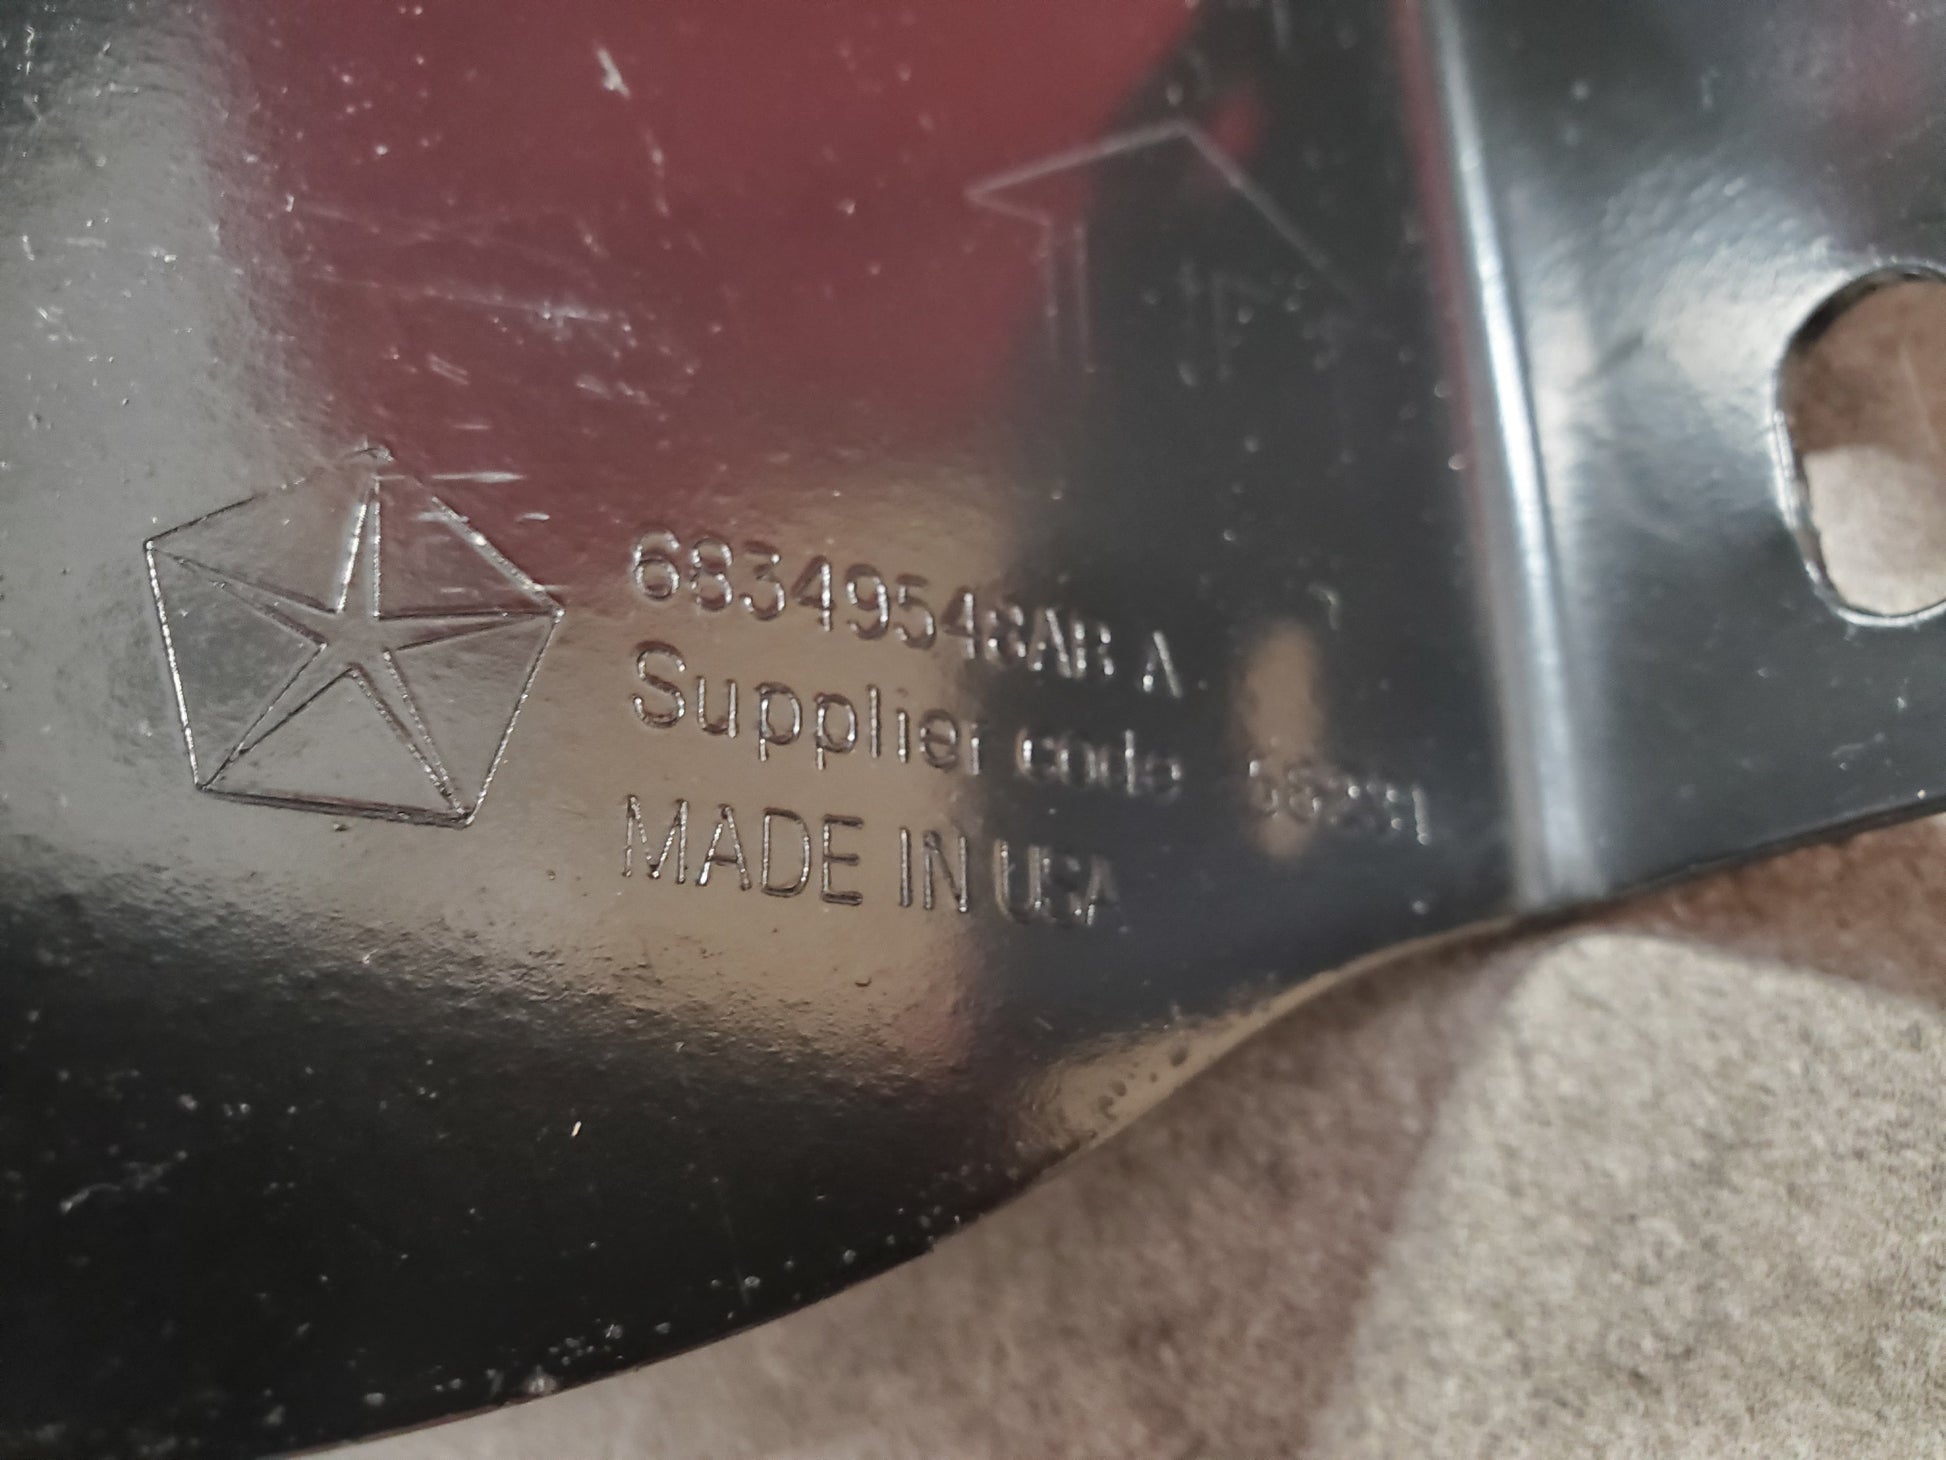 68349548AB A
Supplier code
MADE IN USA